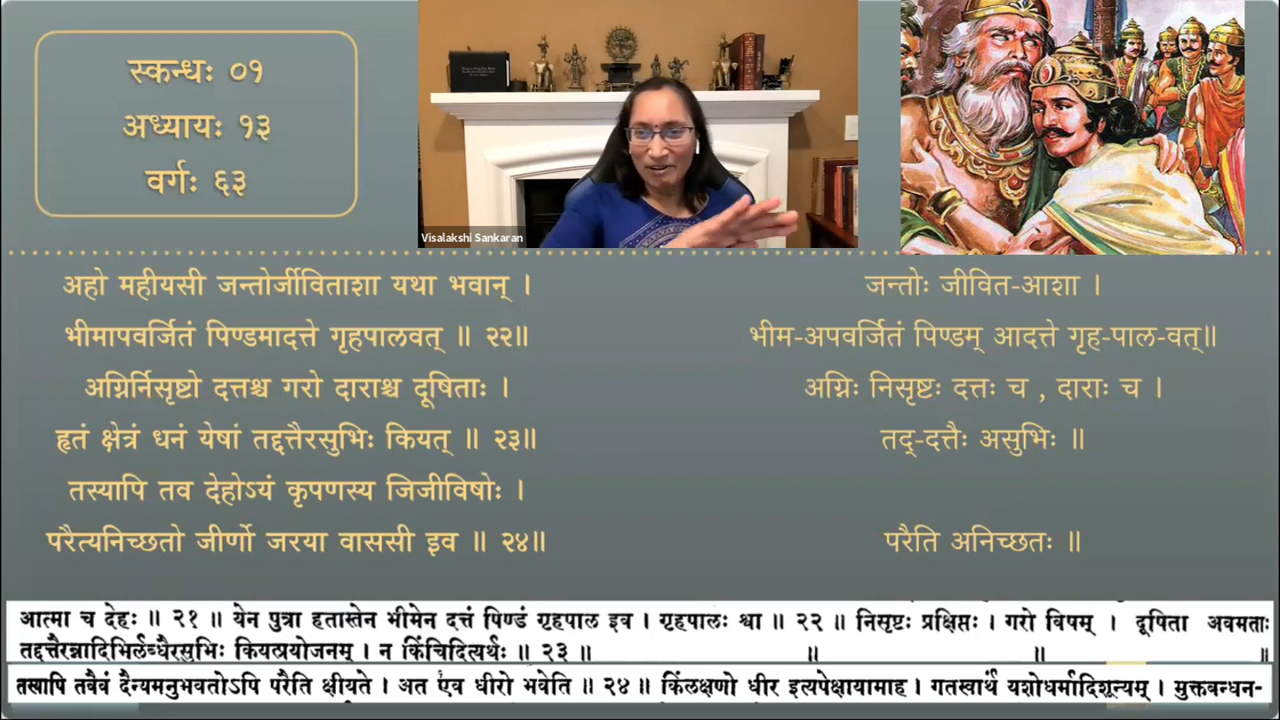 स्कन्धः ०१
अध्यायः १३
वर्गः ६३
Visalakshi Sankaran
अहो महीयसी जन्तोर्जीविताशा यथा भवान् ।
भीमापवर्जितं पिण्डमादत्ते गृहपालवत् ॥ २२॥
अग्निर्निसृष्टो दत्तश्च गरो दाराश्च दूषिताः ।
हृतं क्षेत्रं धनं येषां तद्दत्तैरसुभिः कियत् ॥ २३॥
तस्यापि तव देहोऽयं कृपणस्य जिजीविषोः ।
परैत्यनिच्छतो जीर्णो जरया वाससी इव ॥ २४॥
जन्तोः जीवित-आशा ।
भीम-अपवर्जितं पिण्डम् आदत्ते गृह-पाल-वत्॥
अग्निः निसृष्टः दत्तः च , दाराः च ।
तद्-दत्तैः असुभिः ॥
परैति अनिच्छतः ॥
आत्मा च देहः ॥ २१ ॥ येन पुत्रा हतास्तेन भीमेन दत्तं पिण्डं गृहपाल इव । गृहपालः श्वा ॥ २२ ॥ निसृष्टः प्रक्षिप्तः । गरो विषम् । दूषिता अवमताः
तद्दत्तैरन्नादिभिर्लब्धैरसुभिः कियत्प्रयोजनम् । न किंचिदित्यर्थः ॥ २३ ॥ ॥ ॥ ॥
तस्यापि तवैवं दैन्यमनुभवतोऽपि परैति क्षीयते । अत एव धीरो भवेति ॥ २४ ॥ किंलक्षणो धीर इत्यपेक्षायामाह । गतस्वार्थं यशोधर्मादिशून्यम् । मुक्तबन्धन-